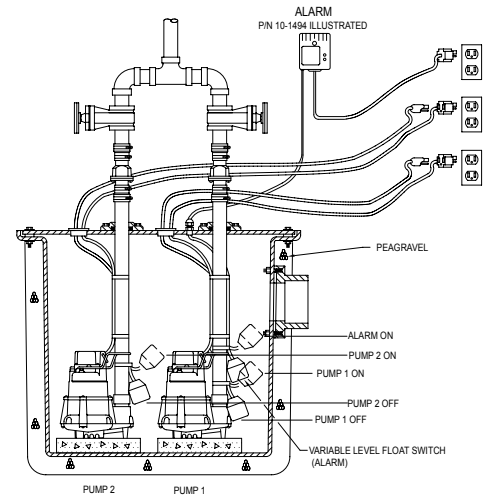 ALARM
P/N 10-1494 ILLUSTRATED
PEAGRAVEL
ALARM ON
PUMP 2 ON
PUMP 1 ON
PUMP 2 OFF
PUMP 1 OFF
VARIABLE LEVEL FLOAT SWITCH
(ALARM)
PUMP 2
PUMP 1